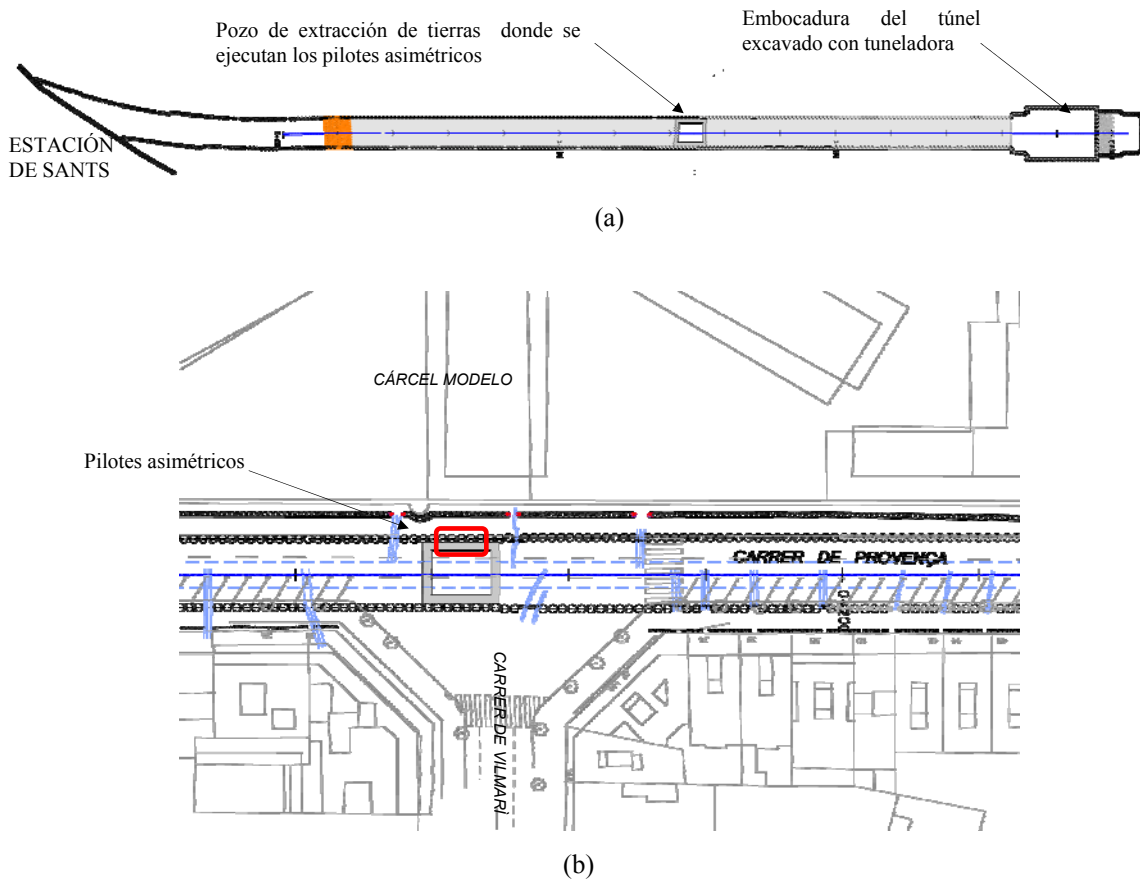 Pozo de extracción de tierras donde se
ejecutan los pilotes asimétricos
Embocadura del túnel
excavado con tuneladora
ESTACIÓN
DE SANTS
(a)
CÁRCEL MODELO
Pilotes asimétricos
CARRER DE PROVENÇA
CARRER DE VILMARÌ
(b)